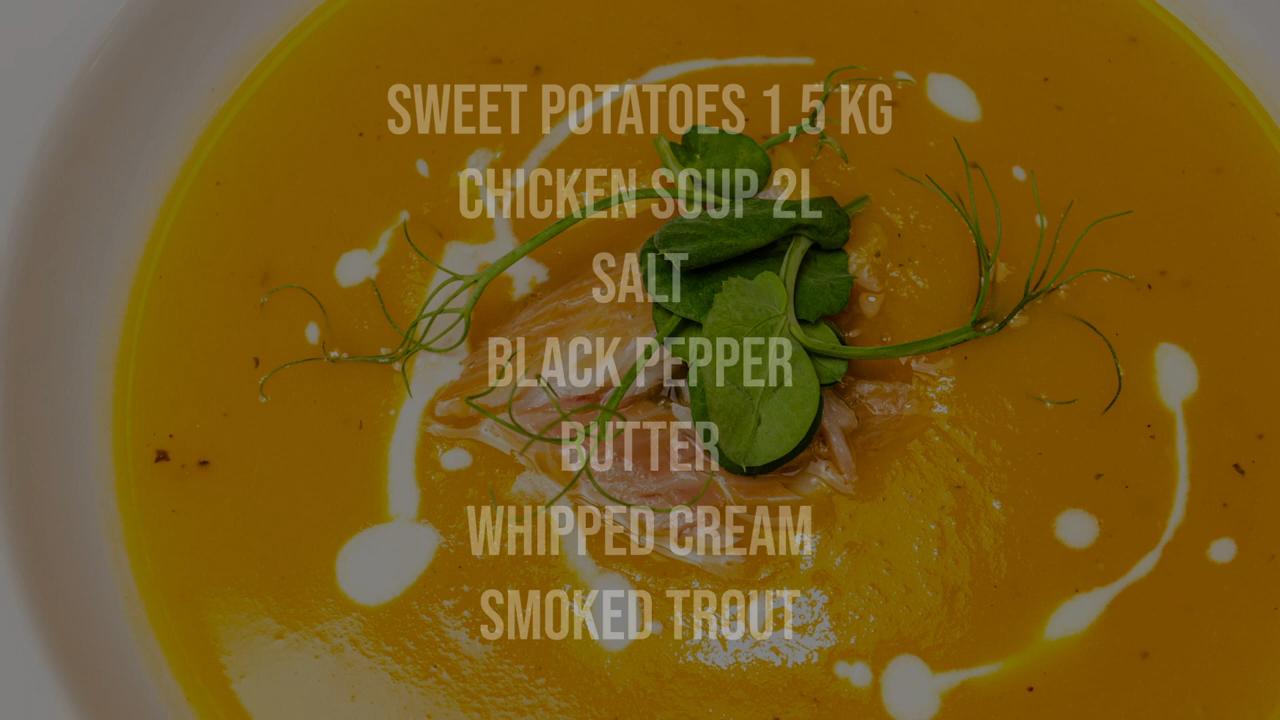 SWEET POTATOES 1,5 KG
CHICKEN SOUP 2L
SALT
BLACK PEPPER
BUTTER
WHIPPED CREAM
SMOKED TROUT